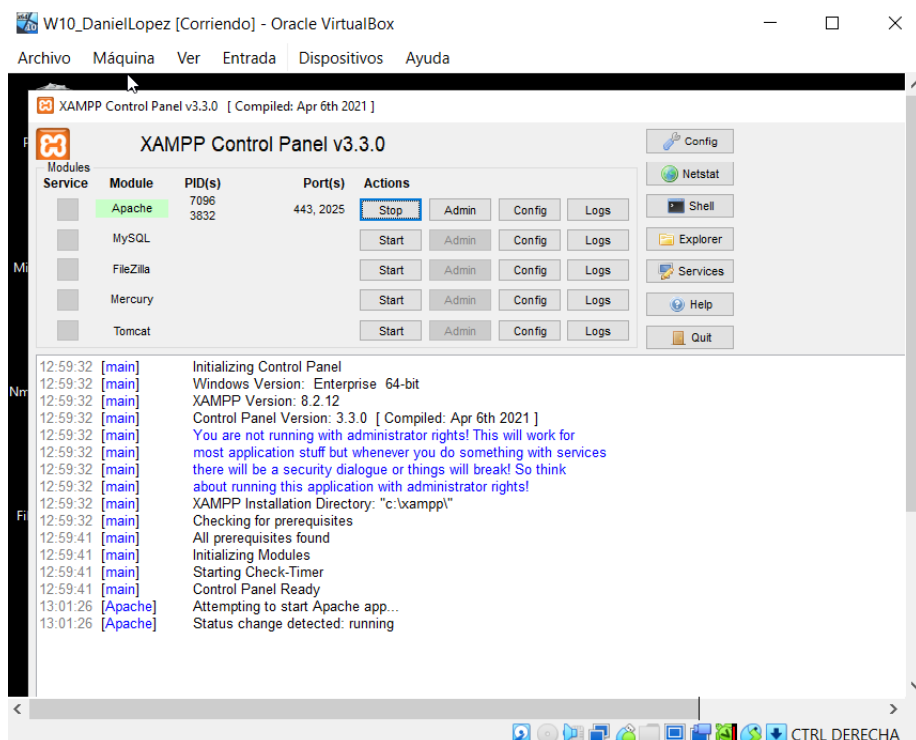 W10_DanielLopez [Corriendo] - Oracle VirtualBox
Archivo Máquina Ver Entrada Dispositivos Ayuda
XAMPP Control Panel v3.3.0 [ Compiled: Apr 6th 2021 ]
XAMPP Control Panel v3.3.0
Config
Modules
Netstat
Service Module PID(s) Port(s) Actions
Apache 7096 443, 2025 Stop Admin Config Logs Shell
3832
MySQL Start Admin Config Logs Explorer
FileZilla Start Admin Config Logs Services
Mercury Start Admin Config Logs Help
Tomcat Start Admin Config Logs Quit
12:59:32 [main] Initializing Control Panel
12:59:32 [main] Windows Version: Enterprise 64-bit
12:59:32 [main] XAMPP Version: 8.2.12
12:59:32 [main] Control Panel Version: 3.3.0 [ Compiled: Apr 6th 2021 ]
12:59:32 [main] You are not running with administrator rights! This will work for
12:59:32 [main] most application stuff but whenever you do something with services
12:59:32 [main] there will be a security dialogue or things will break! So think
12:59:32 [main] about running this application with administrator rights!
12:59:32 [main] XAMPP Installation Directory: "c:\xampp\"
12:59:32 [main] Checking for prerequisites
12:59:41 [main] All prerequisites found
12:59:41 [main] Initializing Modules
12:59:41 [main] Starting Check-Timer
12:59:41 [main] Control Panel Ready
13:01:26 [Apache] Attempting to start Apache app...
13:01:26 [Apache] Status change detected: running
CTRL DERECHA